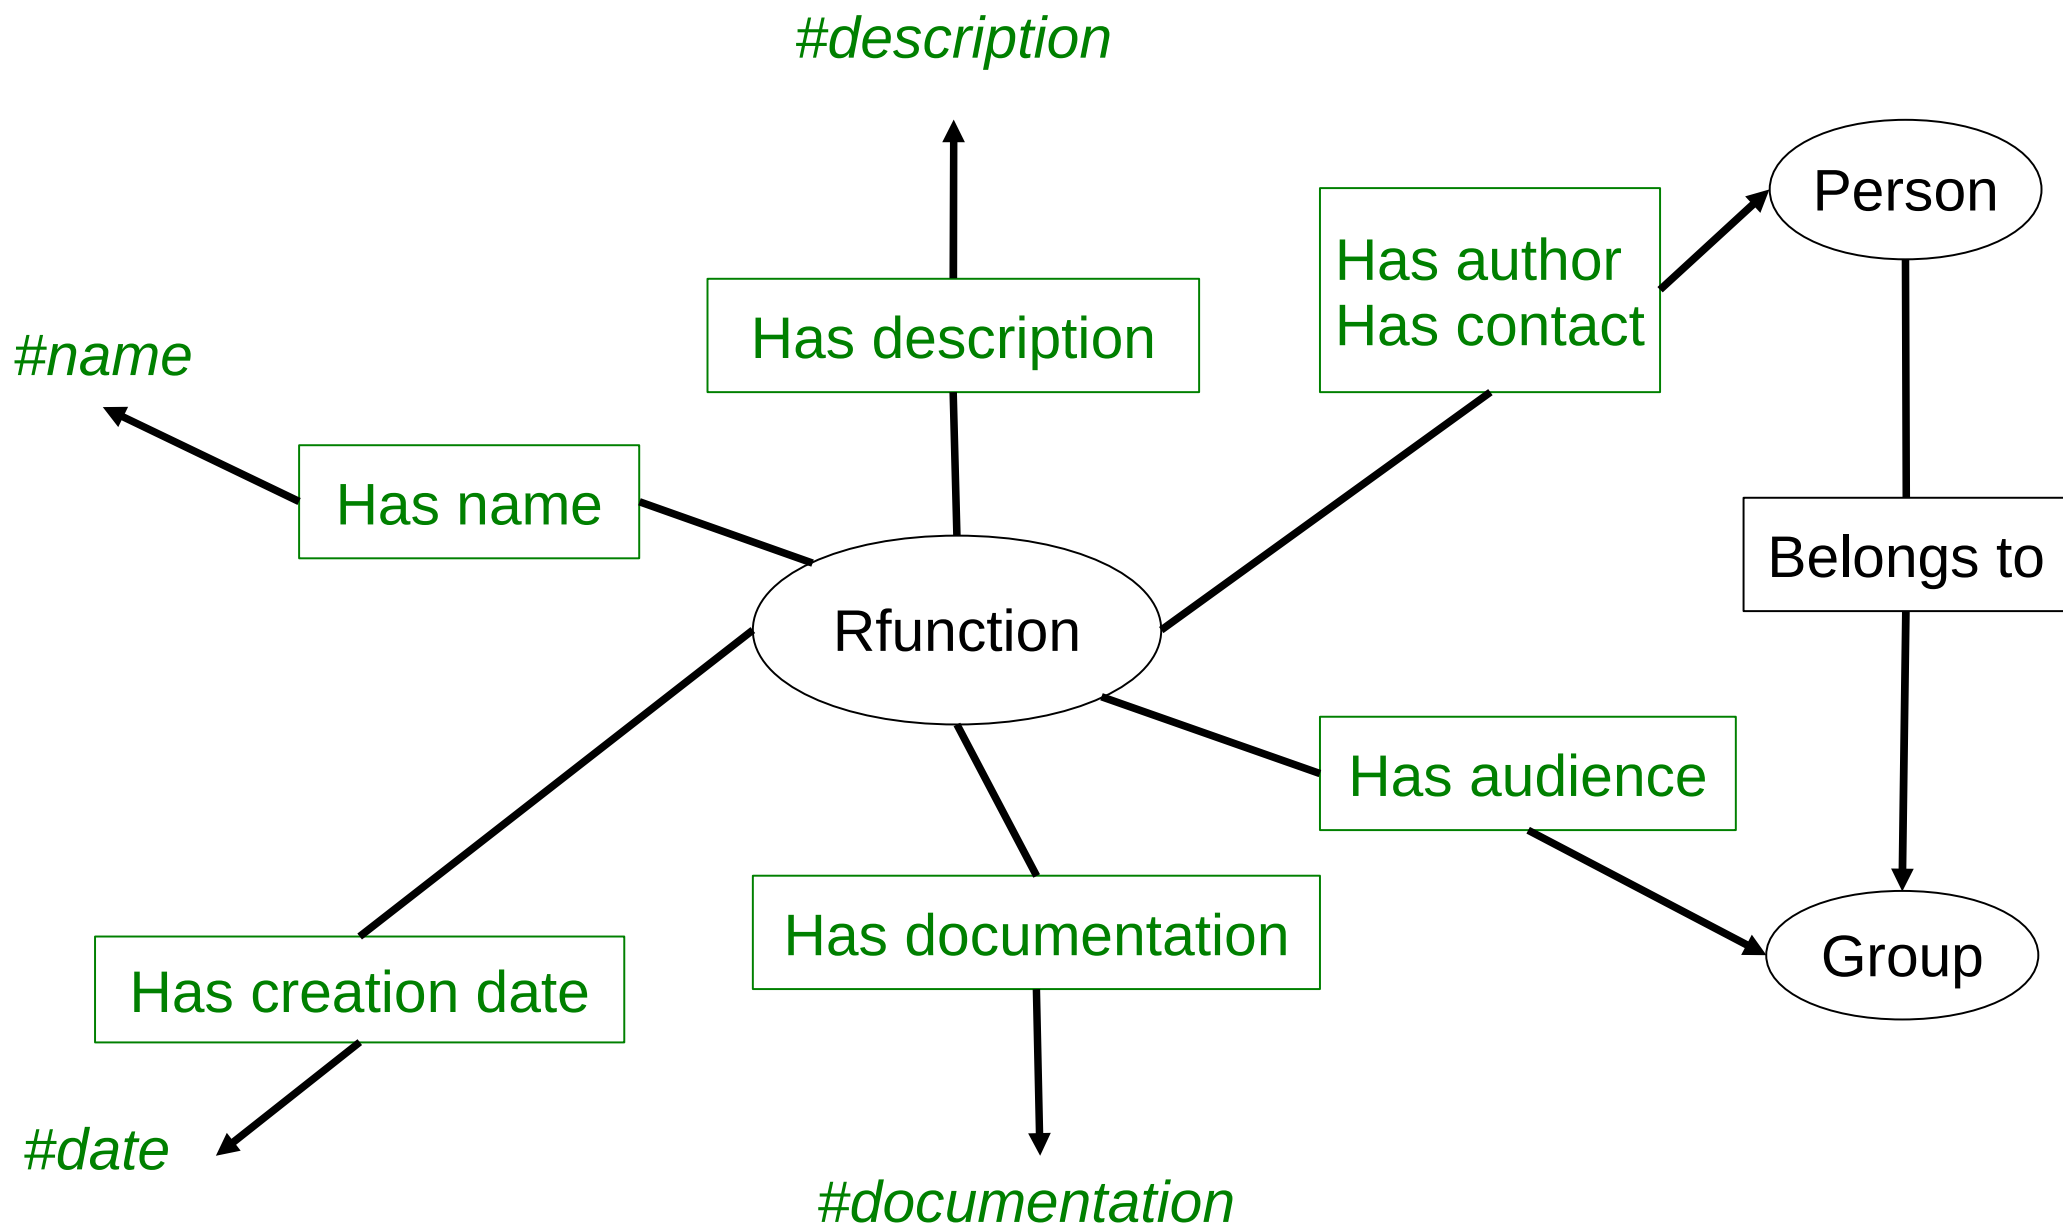 #description
Person
Has author
Has contact
Has description
#name
Has name
Belongs to
Rfunction
Has audience
Has documentation
Group
Has creation date
#date
#documentation